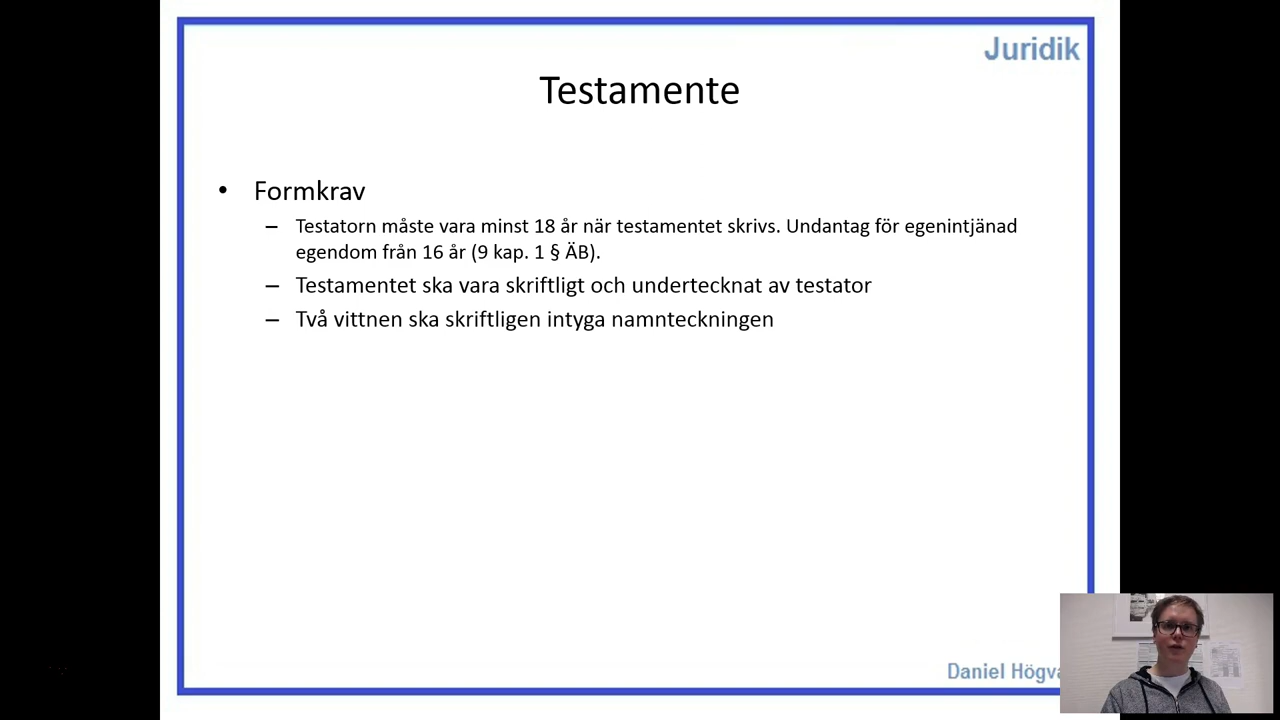 Juridik
Testamente
• Formkrav
– Testatorn måste vara minst 18 år när testamentet skrivs. Undantag för egenintjänad
egendom från 16 år (9 kap. 1 § ÄB).
– Testamentet ska vara skriftligt och undertecknat av testator
– Två vittnen ska skriftligen intyga namnteckningen
Daniel